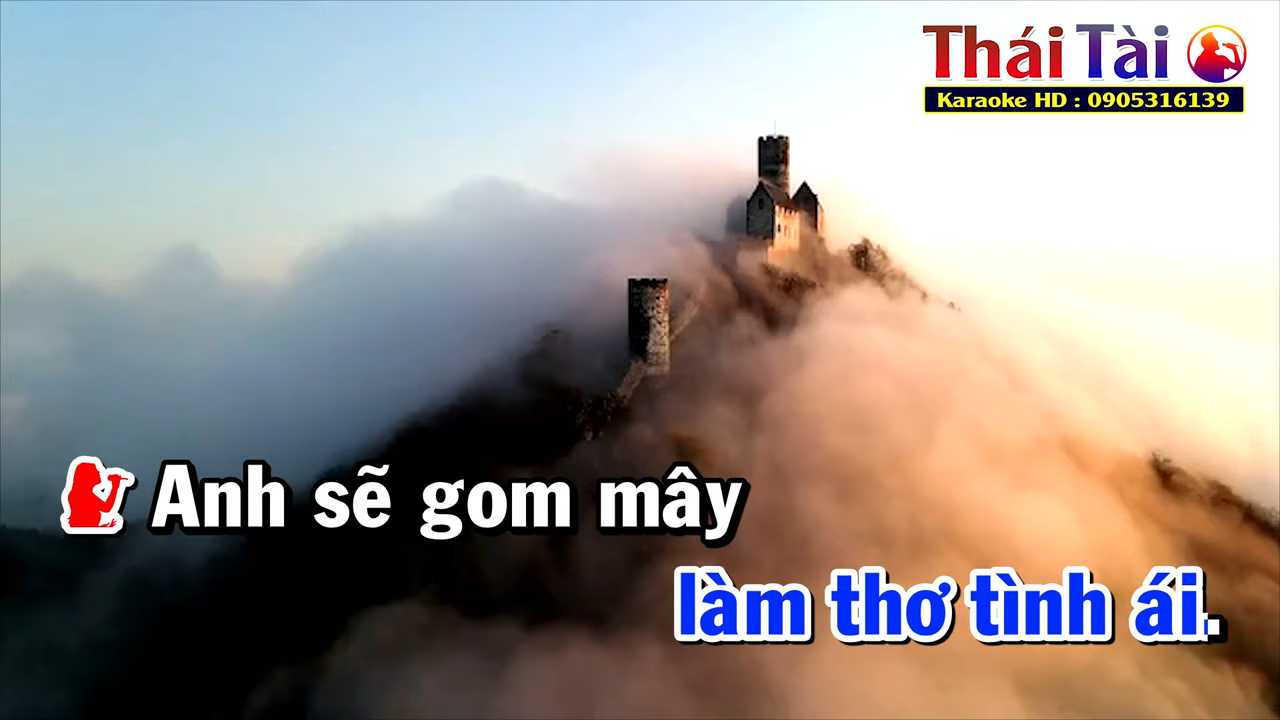 Thái Tài
Karaoke HD : 0905316139
Anh sẽ gom mây
làm thơ tình ái.